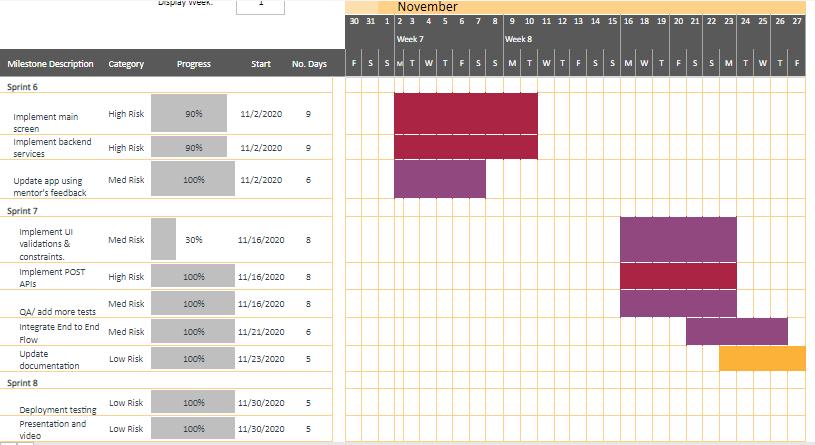 Display Week: 1
November
30 31 1 2 3 4 5 6 7 8 9 10 11 12 13 14 15 16 18 19 20 21 22 23 24 25 26 27
Week 7 Week 8
Milestone Description Category Progress Start No. Days F S S M T W T F S S M T W T F S S M W T F S S M T W T F
Sprint 6
Implement main
screen
High Risk 90% 11/2/2020 9
Implement backend
services
High Risk 90% 11/2/2020 9
Update app using
mentor's feedback
Med Risk 100% 11/2/2020 6
Sprint 7
Implement UI
validations &
constraints.
Med Risk 30% 11/16/2020 8
Implement POST
APIs
High Risk 100% 11/16/2020 8
QA/ add more tests
Med Risk 100% 11/16/2020 8
Integrate End to End
Flow
Med Risk 100% 11/21/2020 6
Update
documentation
Low Risk 100% 11/23/2020 5
Sprint 8
Deployment testing
Low Risk 100% 11/30/2020 5
Presentation and
video
Low Risk 100% 11/30/2020 5